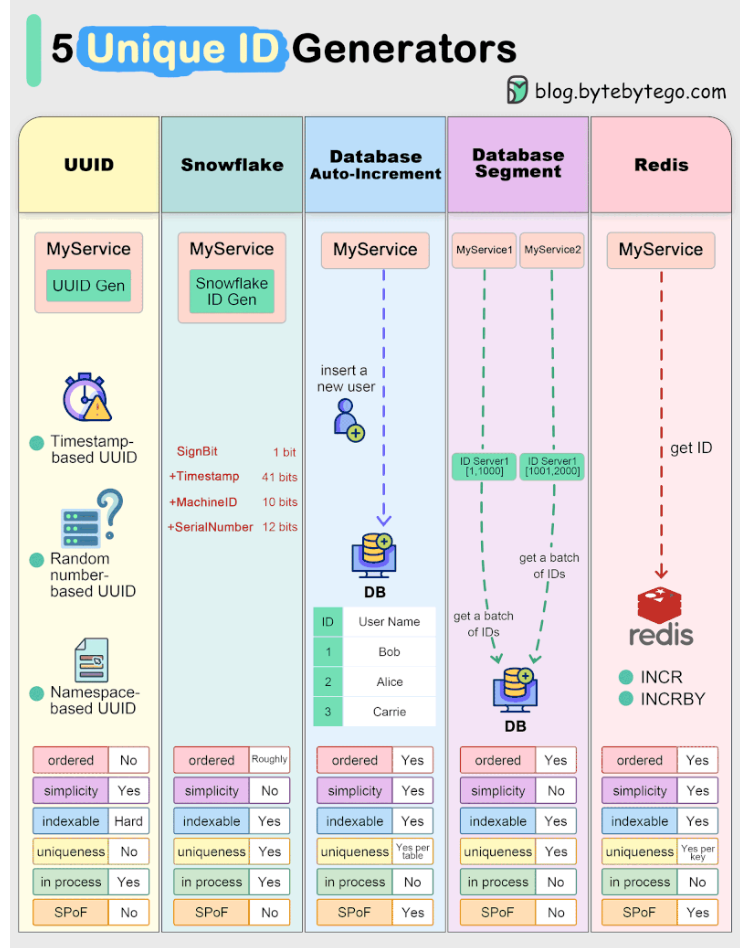 5 Unique ID Generators
blog.bytebytego.com
UUID
MyService
UUID Gen
Timestamp-
based UUID
Random
number-
based UUID
Namespace-
based UUID
ordered No
simplicity Yes
indexable Hard
uniqueness No
in process Yes
SPoF No
Snowflake
MyService
Snowflake
ID Gen
SignBit 1 bit
+Timestamp 41 bits
+MachineID 10 bits
+SerialNumber 12 bits
ordered Roughly
simplicity No
indexable Yes
uniqueness Yes
in process Yes
SPoF No
Database
Auto-Increment
MyService
insert a
new user
DB
ID User Name
1 Bob
2 Alice
3 Carrie
ordered Yes
simplicity Yes
indexable Yes
uniqueness Yes per
table
in process No
SPoF Yes
Database
Segment
MyService1 MyService2
ID Server1 ID Server1
[1,1000] [1001,2000]
get a batch
of IDs
get a batch
of IDs
DB
ordered Yes
simplicity No
indexable Yes
uniqueness Yes
in process No
SPoF No
Redis
MyService
get ID
redis
INCR
INCRBY
ordered Yes
simplicity Yes
indexable Yes
uniqueness Yes per
key
in process No
SPoF Yes